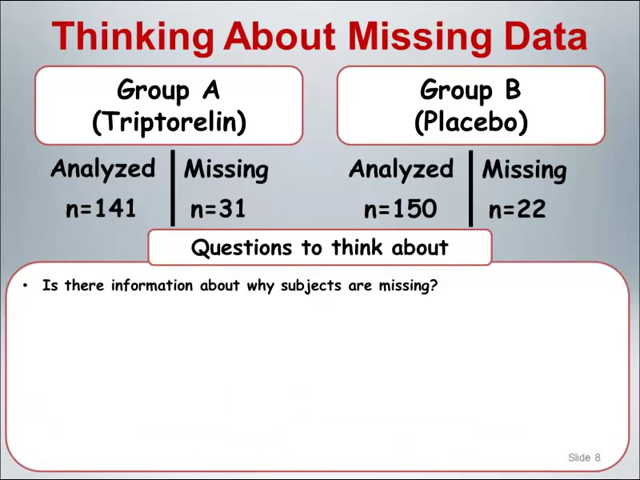 Thinking About Missing Data
Group A
(Triptorelin)
Group B
(Placebo)
Analyzed Missing
n=141 n=31
Analyzed Missing
n=150 n=22
Questions to think about
• Is there information about why subjects are missing?
Slide 8